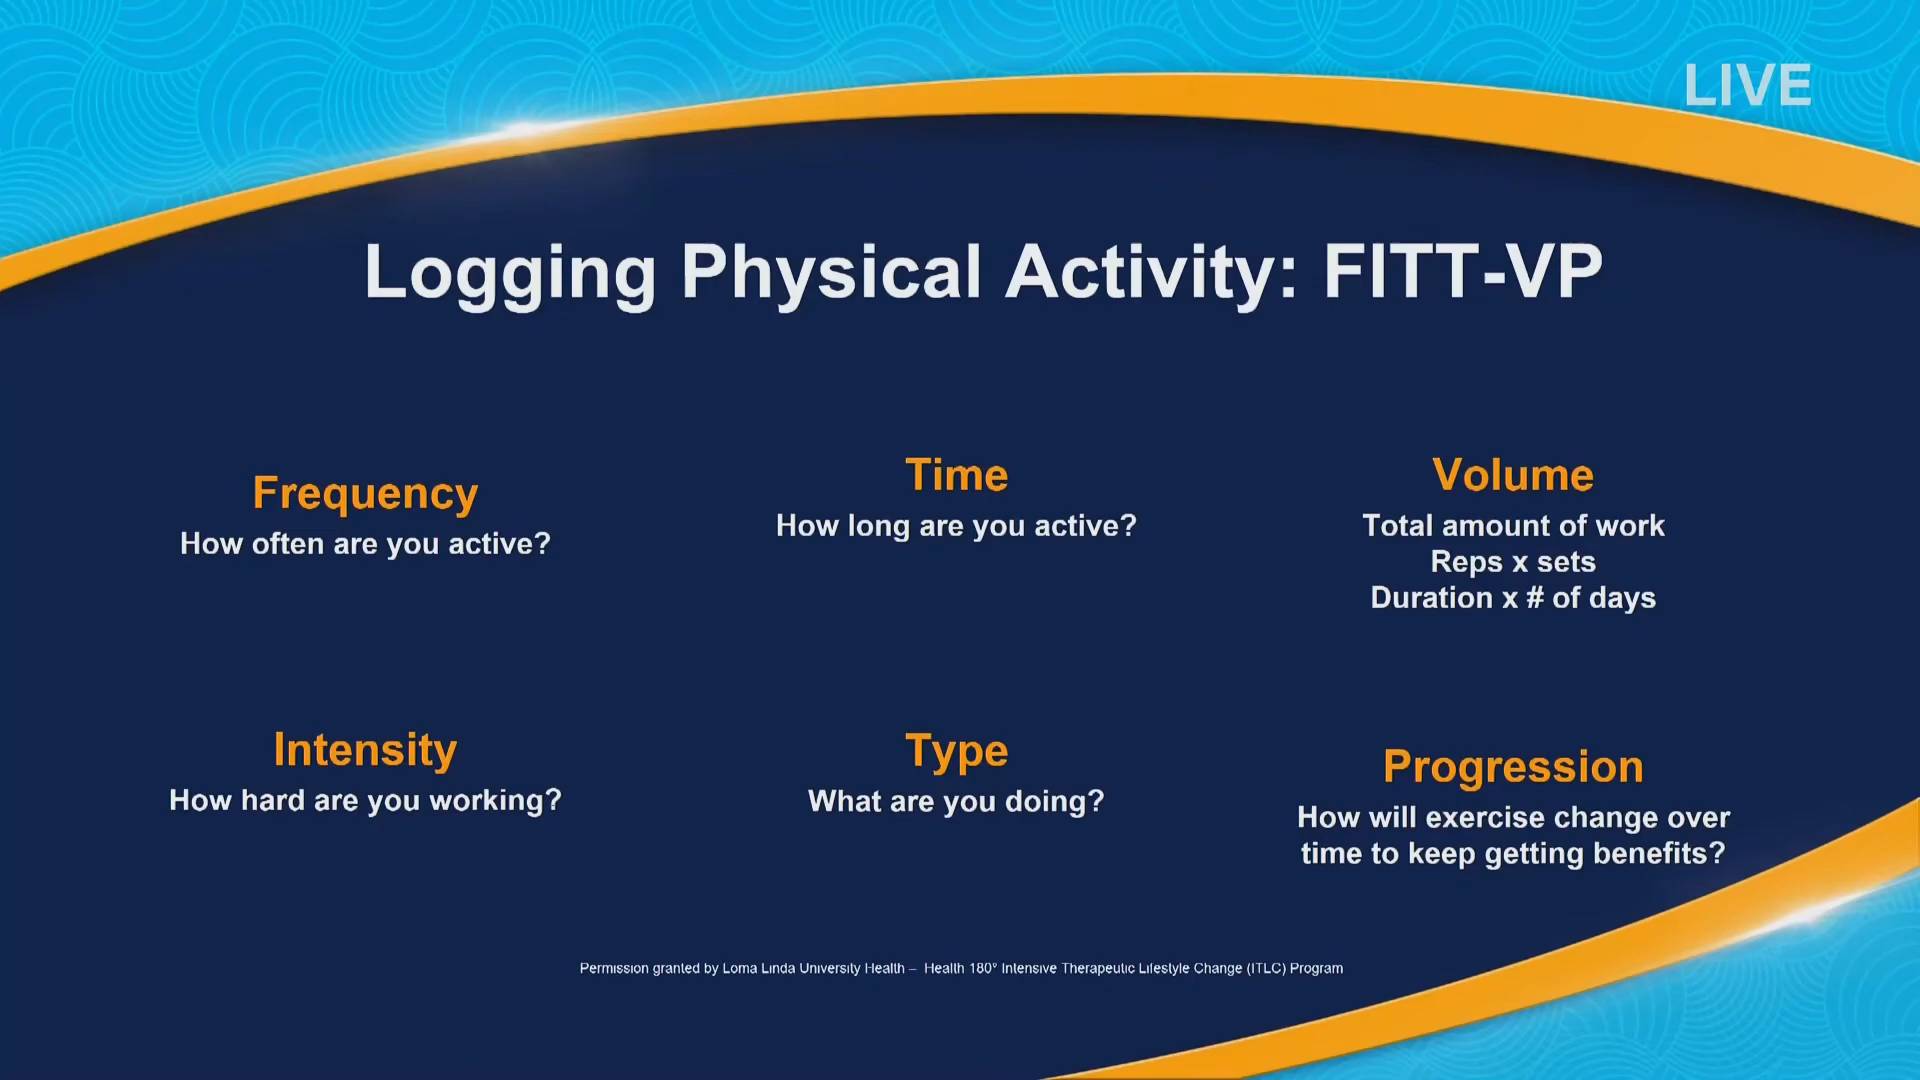 LIVE
Logging Physical Activity: FITT-VP
Frequency
How often are you active?
Time
How long are you active?
Volume
Total amount of work
Reps x sets
Duration x # of days
Intensity
How hard are you working?
Type
What are you doing?
Progression
How will exercise change over
time to keep getting benefits?
Permission granted by Loma Linda University Health – Health 180° Intensive Therapeutic Lifestyle Change (ITLC) Program